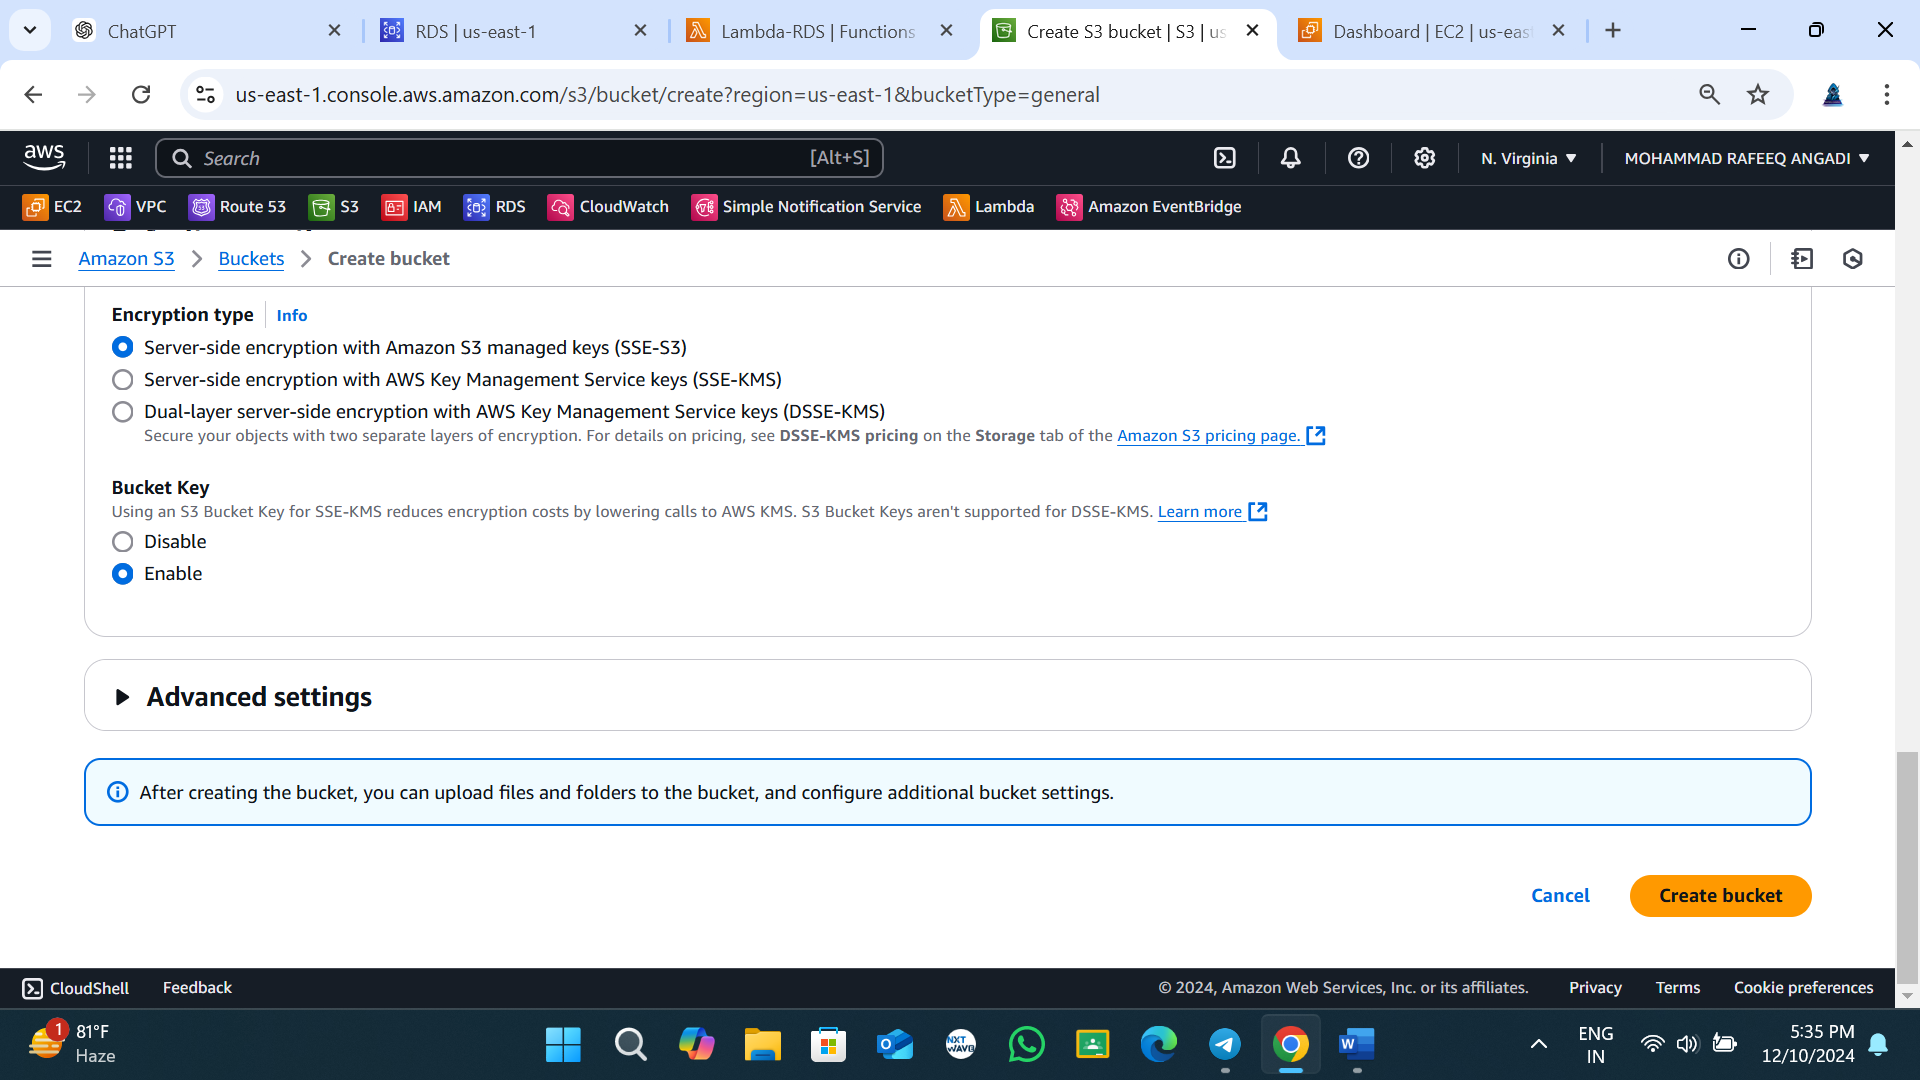 ChatGPT
RDS | us-east-1
Lambda-RDS | Functions
Create S3 bucket | S3 | us
Dashboard | EC2 | us-east
us-east-1.console.aws.amazon.com/s3/bucket/create?region=us-east-1&bucketType=general
aws
Search
[Alt+S]
N. Virginia
MOHAMMAD RAFEEQ ANGADI
EC2
VPC
Route 53
S3
IAM
RDS
CloudWatch
Simple Notification Service
Lambda
Amazon EventBridge
Amazon S3
Buckets
Create bucket
Encryption type
Info
Server-side encryption with Amazon S3 managed keys (SSE-S3)
Server-side encryption with AWS Key Management Service keys (SSE-KMS)
Dual-layer server-side encryption with AWS Key Management Service keys (DSSE-KMS)
Secure your objects with two separate layers of encryption. For details on pricing, see DSSE-KMS pricing on the Storage tab of the Amazon S3 pricing page.
Bucket Key
Using an S3 Bucket Key for SSE-KMS reduces encryption costs by lowering calls to AWS KMS. S3 Bucket Keys aren't supported for DSSE-KMS. Learn more
Disable
Enable
Advanced settings
After creating the bucket, you can upload files and folders to the bucket, and configure additional bucket settings.
Cancel
Create bucket
CloudShell
Feedback
© 2024, Amazon Web Services, Inc. or its affiliates.
Privacy
Terms
Cookie preferences
1
81°F
Haze
NXT
WAVE
ENG
IN
5:35 PM
12/10/2024